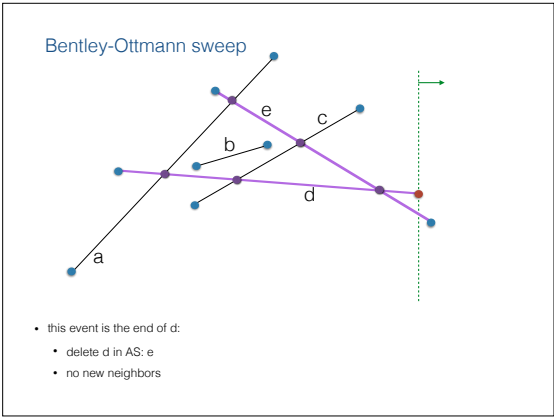 Bentley-Ottmann sweep
e
c
b
d
a
• this event is the end of d:
• delete d in AS: e
• no new neighbors